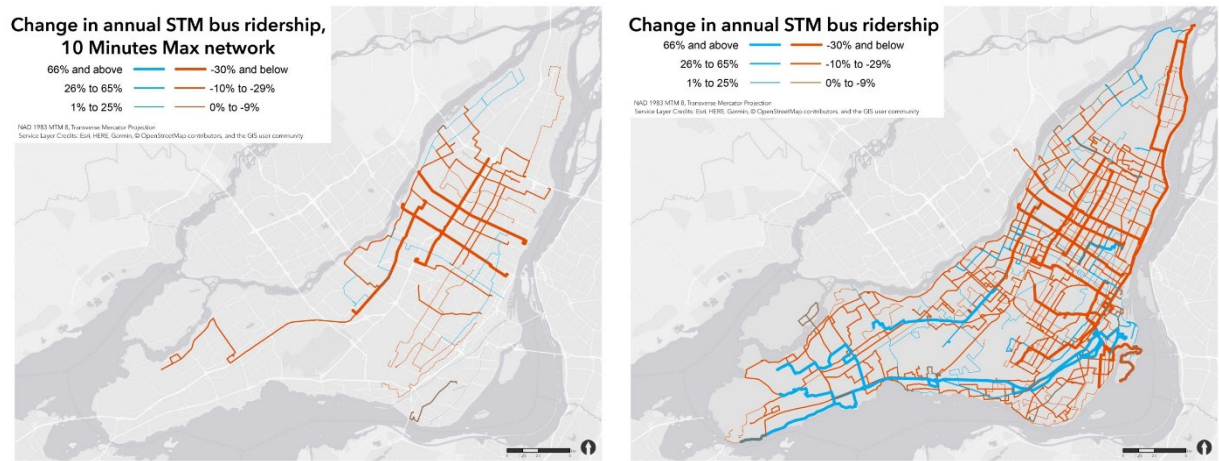 Change in annual STM bus ridership,
10 Minutes Max network
66% and above -30% and below
26% to 65% -10% to -29%
1% to 25% 0% to -9%
NAD 1983 MTM 8, Transverse Mercator Projection
Service Layer Credits: Esri, HERE, Garmin, © OpenStreetMap contributors, and the GIS user community
Change in annual STM bus ridership
66% and above -30% and below
26% to 65% -10% to -29%
1% to 25% 0% to -9%
NAD 1983 MTM 8, Transverse Mercator Projection
Service Layer Credits: Esri, HERE, Garmin, © OpenStreetMap contributors, and the GIS user community